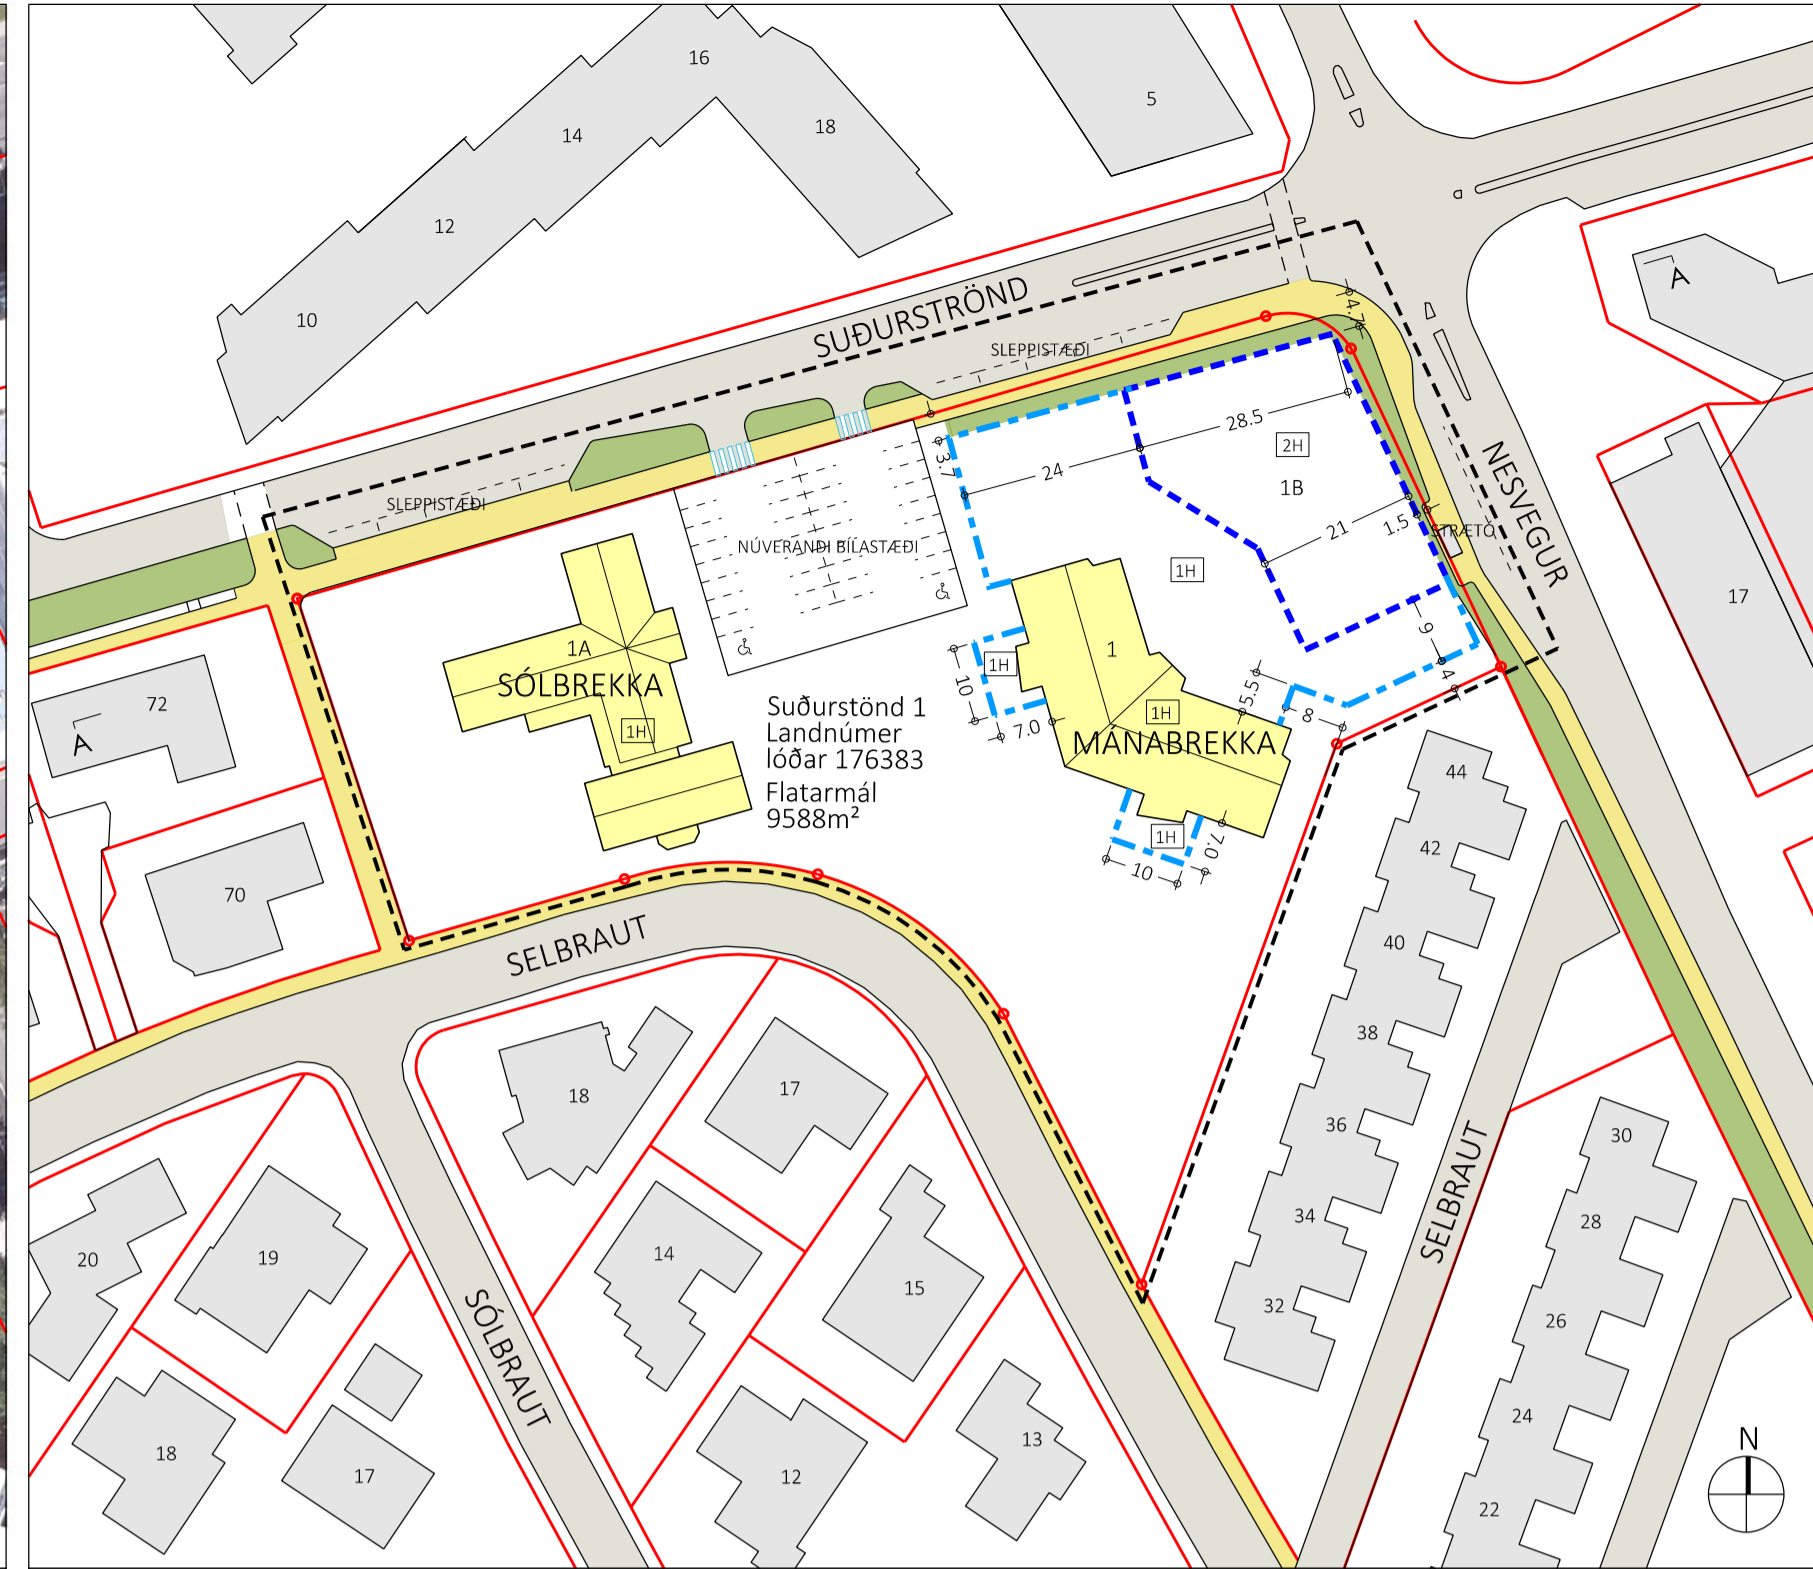 16
5
14
18
12
10
A
SUÐURSTRÖND
4.7
SLEPPISTÆÐI
28.5
2H
NESVEGUR
3.7
24
SLEPPISTÆÐI
1B
21
1.5
STRÆTÓ
NÚVERANDI BÍLASTÆÐI
1H
17
1A
SÓLBREKKA
1H
1
1H
10
7.0
9
4
5.5
8
1H
MÁNABREKKA
72
A
Suðurstönd 1
Landnúmer
lóðar 176383
Flatarmál
9588m²
1H
10
7.0
44
42
70
40
SELBRAUT
38
36
34
32
SELBRAUT
30
28
26
24
22
18
17
14
15
20
19
SÓLBRAUT
18
17
12
13
N